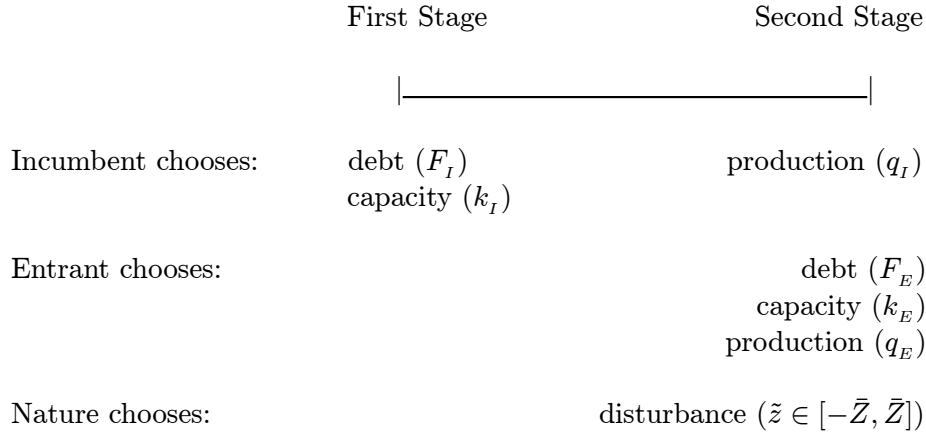 First Stage Second Stage
Incumbent chooses: debt (F_I) production (q_I)
capacity (k_I)
Entrant chooses: debt (F_E)
capacity (k_E)
production (q_E)
Nature chooses: disturbance (z̃ ∈ [−Z̄, Z̄])